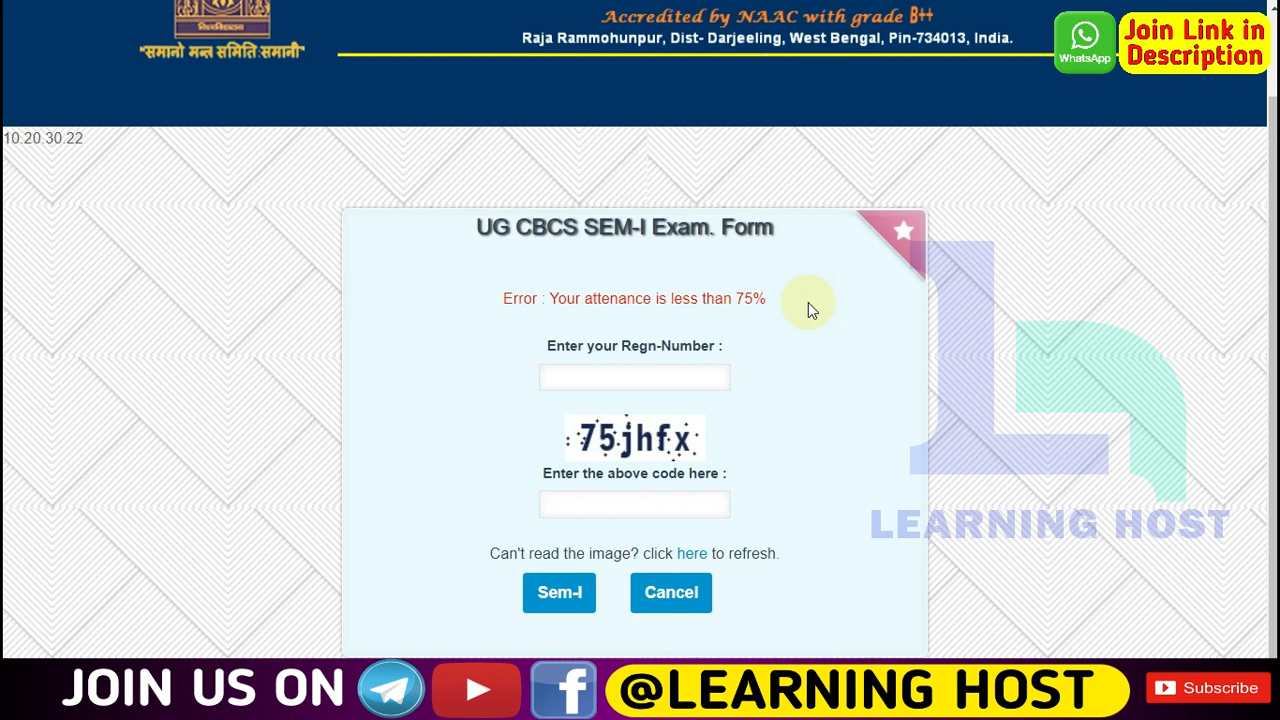 विश्वविद्यालय
"समानो मन्त्र समिति समानी"
Accredited by NAAC with grade B++
Raja Rammohunpur, Dist- Darjeeling, West Bengal, Pin-734013, India.
WhatsApp
Join Link in
Description
10.20.30.22
UG CBCS SEM-I Exam. Form
Error : Your attenance is less than 75%
Enter your Regn-Number :
75jhfx
Enter the above code here :
LEARNING HOST
Can't read the image? click here to refresh.
Sem-I
Cancel
JOIN US ON
@LEARNING HOST
Subscribe